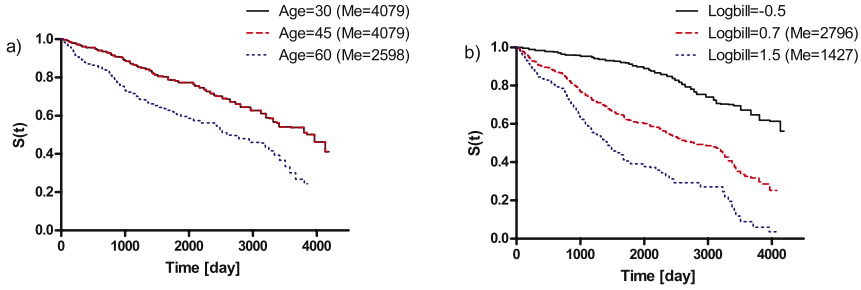 a)
Age=30 (Me=4079)
Age=45 (Me=4079)
Age=60 (Me=2598)
1.0
0.8
0.6
0.4
0.2
0.0
S(t)
0 1000 2000 3000 4000
Time [day]
b)
Logbill=-0.5
Logbill=0.7 (Me=2796)
Logbill=1.5 (Me=1427)
1.0
0.8
0.6
0.4
0.2
0.0
S(t)
0 1000 2000 3000 4000
Time [day]